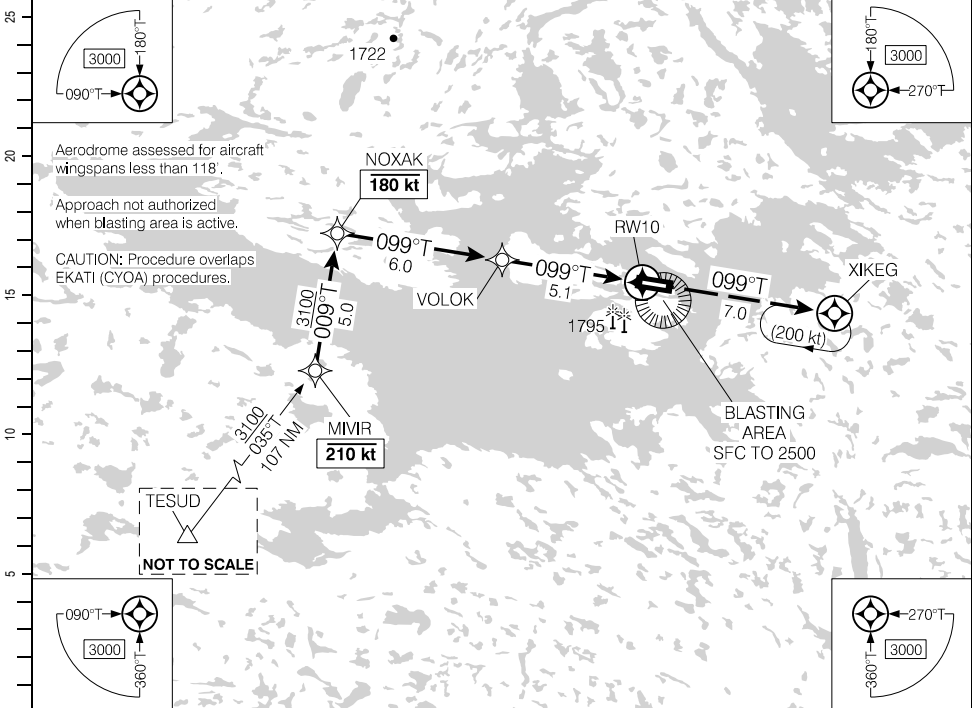 25
20
15
10
5
180°T
3000
090°T
1722
180°T
3000
270°T
Aerodrome assessed for aircraft
wingspans less than 118'.
Approach not authorized
when blasting area is active.
CAUTION: Procedure overlaps
EKATI (CYOA) procedures.
NOXAK
180 kt
099°T
6.0
VOLOK
099°T
5.1
RW10
099°T
7.0
XIKEG
(200 kt)
1795
3100
009°T
5.0
MIVIR
210 kt
BLASTING
AREA
SFC TO 2500
3100
035°T
107 NM
TESUD
NOT TO SCALE
090°T
3000
360°T
270°T
3000
360°T